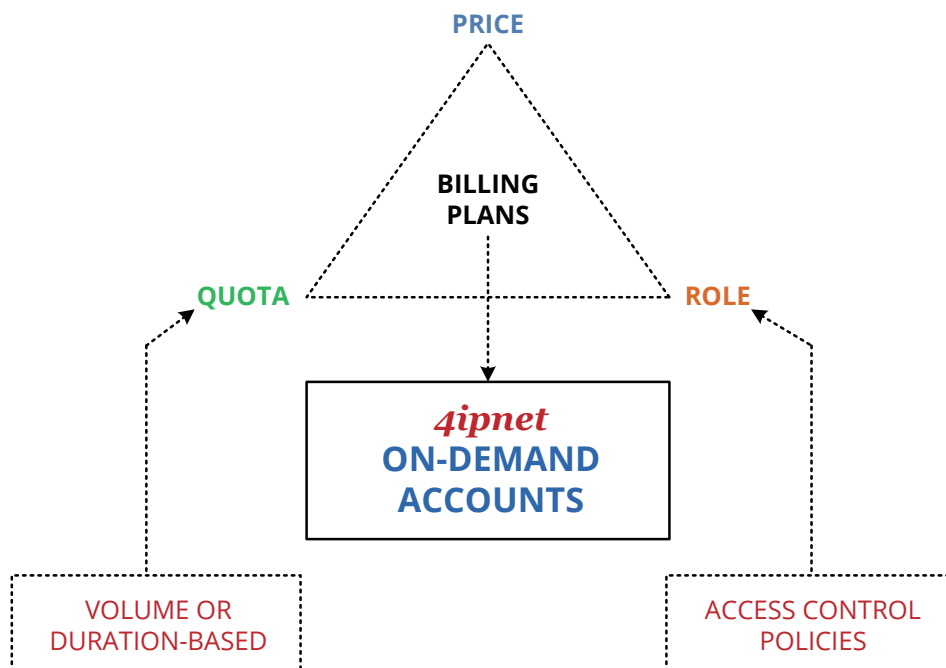 PRICE
BILLING
PLANS
QUOTA
ROLE
4ipnet
ON-DEMAND
ACCOUNTS
VOLUME OR
DURATION-BASED
ACCESS CONTROL
POLICIES